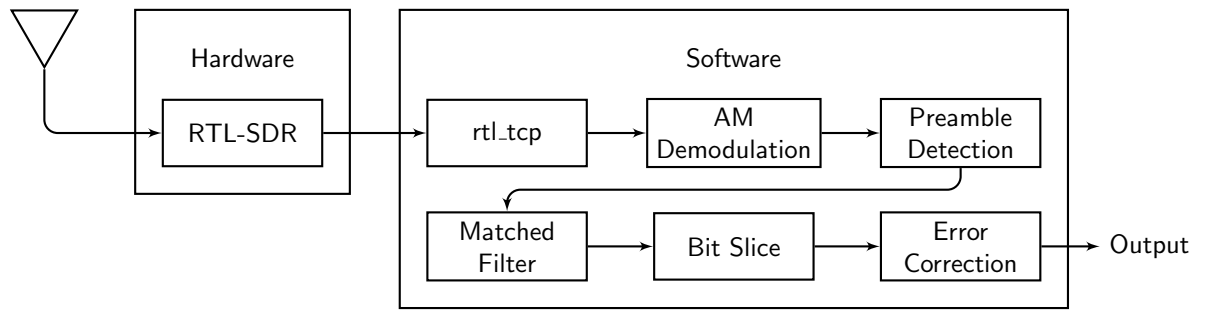 Hardware
Software
RTL-SDR
rtl_tcp
AM
Demodulation
Preamble
Detection
Matched
Filter
Bit Slice
Error
Correction
Output